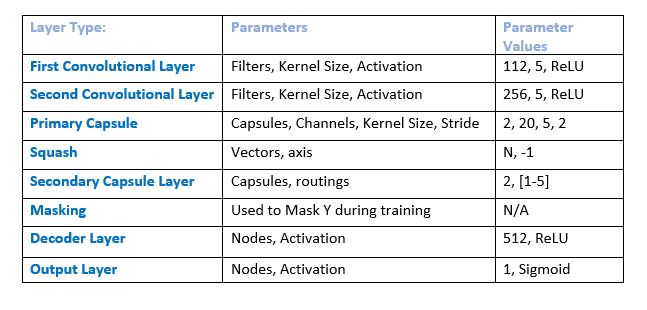 Layer Type: Parameters Parameter
Values
First Convolutional Layer Filters, Kernel Size, Activation 112, 5, ReLU
Second Convolutional Layer Filters, Kernel Size, Activation 256, 5, ReLU
Primary Capsule Capsules, Channels, Kernel Size, Stride 2, 20, 5, 2
Squash Vectors, axis N, -1
Secondary Capsule Layer Capsules, routings 2, [1-5]
Masking Used to Mask Y during training N/A
Decoder Layer Nodes, Activation 512, ReLU
Output Layer Nodes, Activation 1, Sigmoid